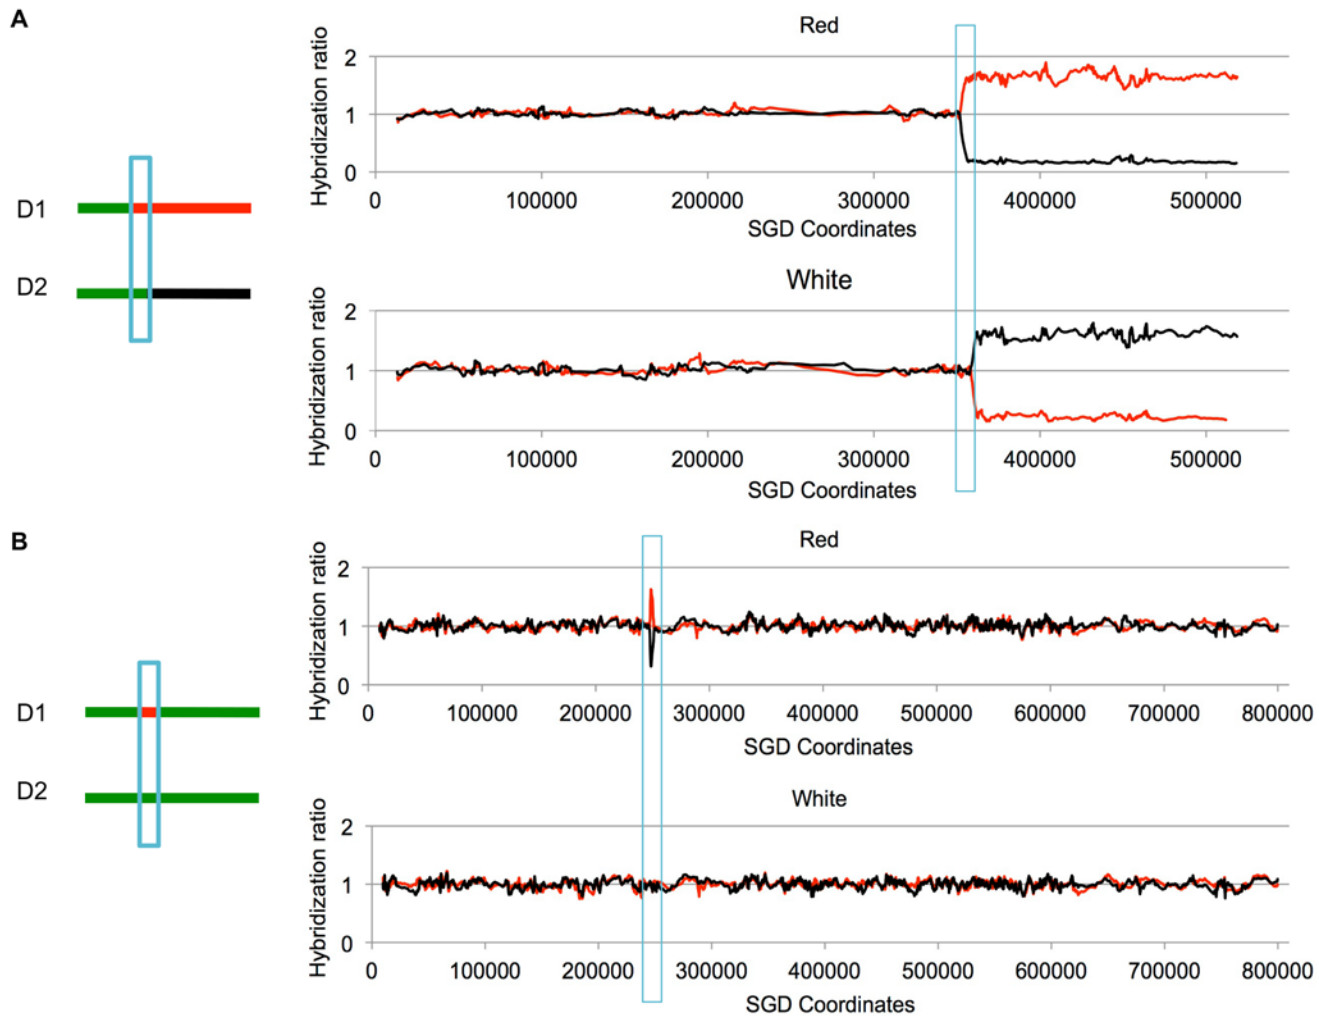 A
Red
Hybridization ratio
2
1
0
0 100000 200000 300000 400000 500000
SGD Coordinates
D1
D2
White
Hybridization ratio
2
1
0
0 100000 200000 300000 400000 500000
SGD Coordinates
B
Red
Hybridization ratio
2
1
0
0 100000 200000 300000 400000 500000 600000 700000 800000
SGD Coordinates
D1
D2
White
Hybridization ratio
2
1
0
0 100000 200000 300000 400000 500000 600000 700000 800000
SGD Coordinates